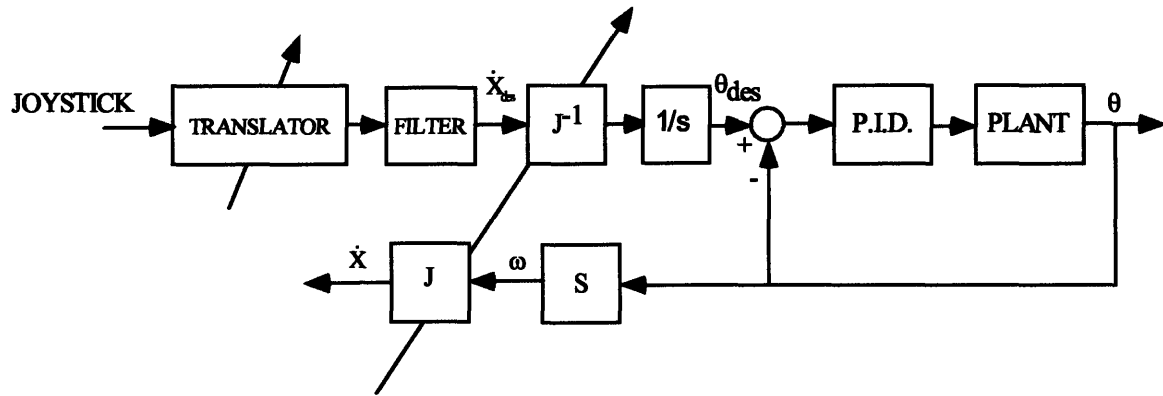 JOYSTICK
TRANSLATOR
FILTER
Ẋdes
J-1
1/s
θdes
+
-
P.I.D.
PLANT
θ
Ẋ
J
ω
S